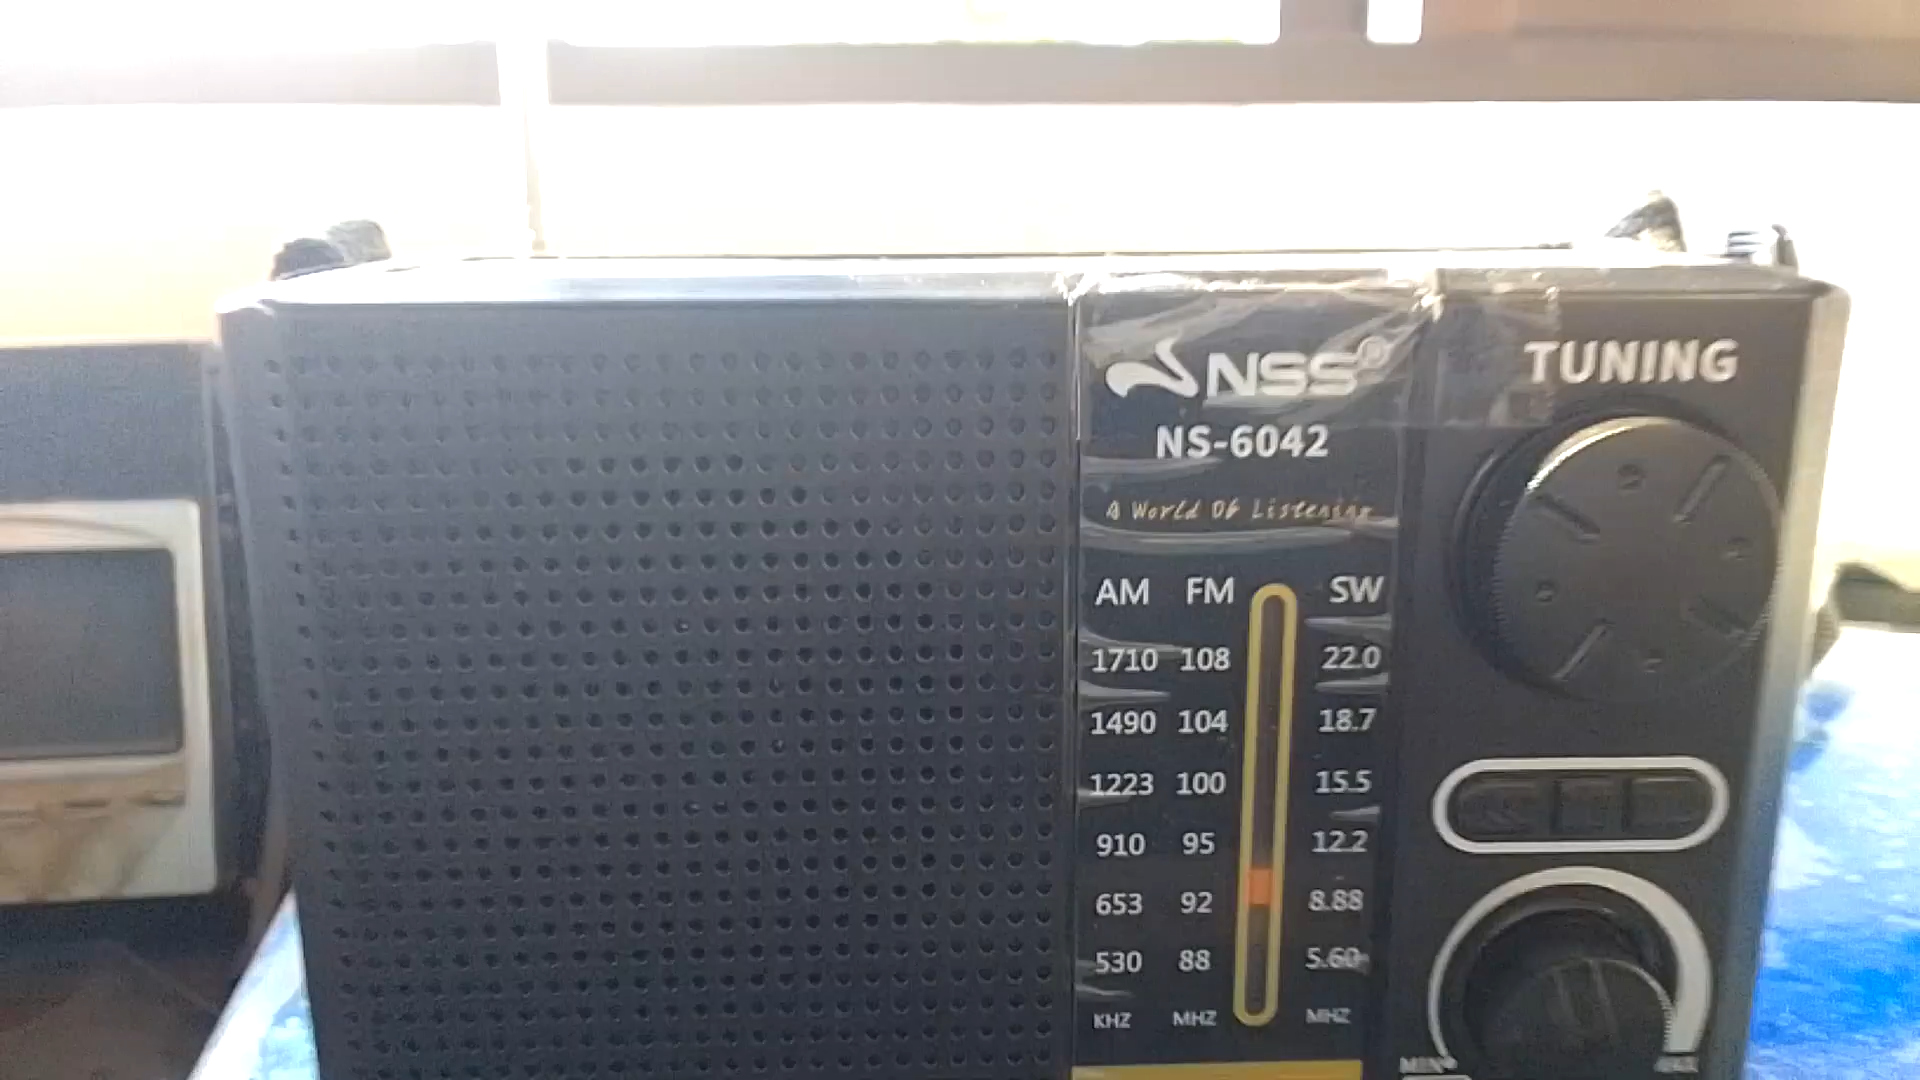 NSS®
TUNING
NS-6042
A World Of Listening
AM FM SW
1710 108 22.0
1490 104 18.7
1223 100 15.5
910 95 12.2
653 92 8.88
530 88 5.60
KHZ MHZ MHZ
MIN